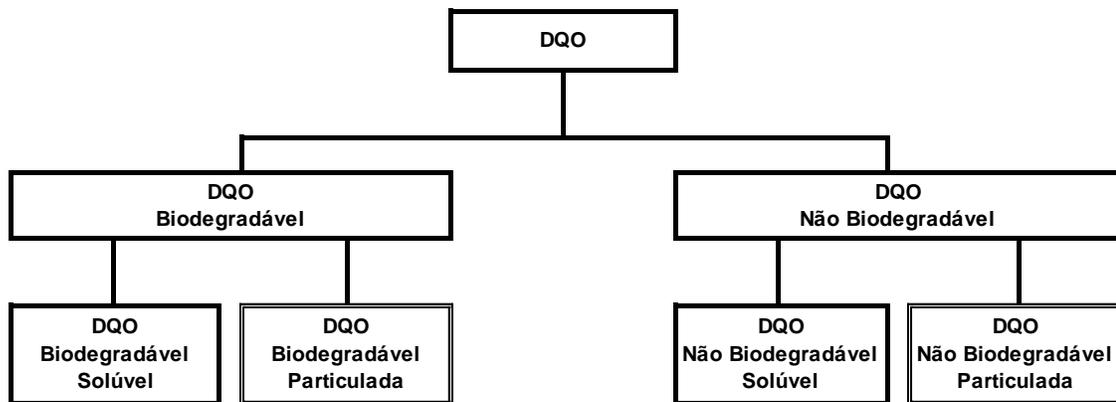 DQO
DQO
Biodegradável
DQO
Não Biodegradável
DQO
Biodegradável
Solúvel
DQO
Biodegradável
Particulada
DQO
Não Biodegradável
Solúvel
DQO
Não Biodegradável
Particulada